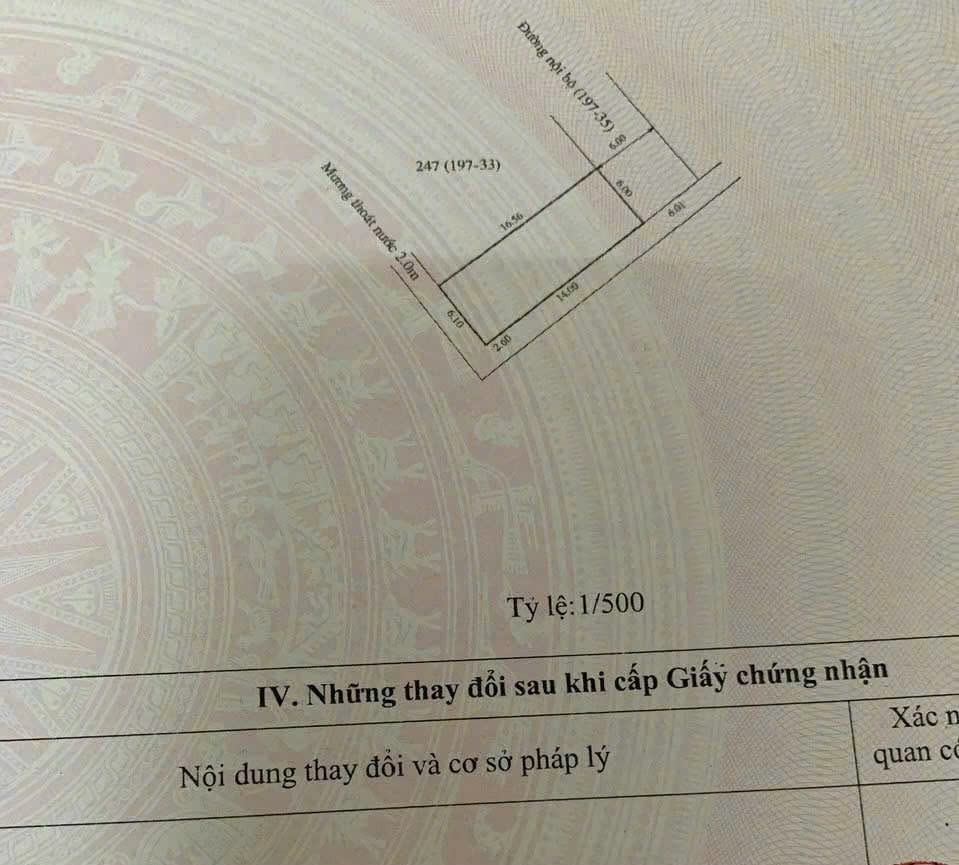 Đường nội bộ (197-35)
6.00
247 (197-33)
6.00
Mương thoát nước 2.0m
16.56
6.01
14.00
6.10
2.00
Tỷ lệ:1/500
IV. Những thay đổi sau khi cấp Giấy chứng nhận
Xác n
Nội dung thay đổi và cơ sở pháp lý
quan có